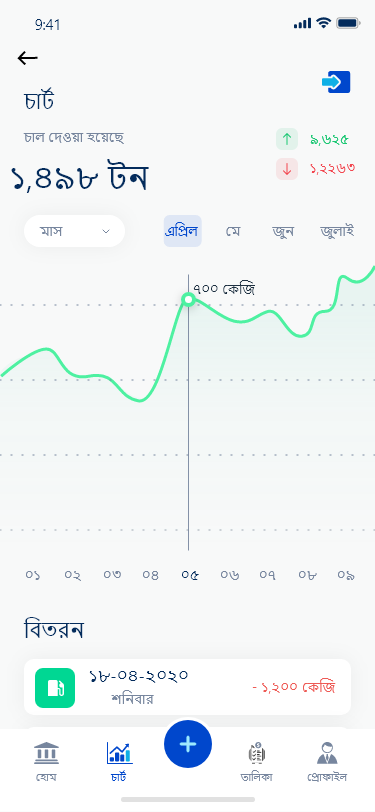 9:41
চার্ট
চাল দেওয়া হয়েছে
৯,৬২৫
১,৪৯৮ টন
১,২২৬৩
মাস
এপ্রিল মে জুন জুলাই
৭০০ কেজি
০১ ০২ ০৩ ০৪ ০৫ ০৬ ০৭ ০৮ ০৯
বিতরন
১৮-০৪-২০২০
শনিবার
- ১,২০০ কেজি
হোম চার্ট তালিকা প্রোফাইল